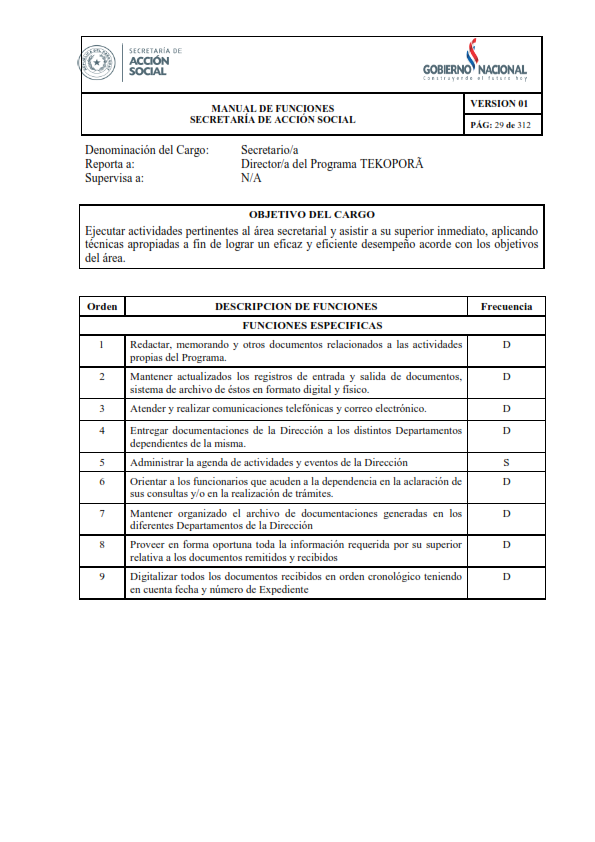 SECRETARÍA DE
ACCIÓN
SOCIAL
GOBIERNO NACIONAL
Construyendo el futuro hoy
MANUAL DE FUNCIONES
SECRETARÍA DE ACCIÓN SOCIAL
VERSION 01
PÁG: 29 de 312
Denominación del Cargo: Secretario/a
Reporta a: Director/a del Programa TEKOPORÃ
Supervisa a: N/A
OBJETIVO DEL CARGO
Ejecutar actividades pertinentes al área secretarial y asistir a su superior inmediato, aplicando
técnicas apropiadas a fin de lograr un eficaz y eficiente desempeño acorde con los objetivos
del área.
Orden DESCRIPCION DE FUNCIONES Frecuencia
FUNCIONES ESPECIFICAS
1 Redactar, memorando y otros documentos relacionados a las actividades D
propias del Programa.
2 Mantener actualizados los registros de entrada y salida de documentos, D
sistema de archivo de éstos en formato digital y físico.
3 Atender y realizar comunicaciones telefónicas y correo electrónico. D
4 Entregar documentaciones de la Dirección a los distintos Departamentos D
dependientes de la misma.
5 Administrar la agenda de actividades y eventos de la Dirección S
6 Orientar a los funcionarios que acuden a la dependencia en la aclaración de D
sus consultas y/o en la realización de trámites.
7 Mantener organizado el archivo de documentaciones generadas en los D
diferentes Departamentos de la Dirección
8 Proveer en forma oportuna toda la información requerida por su superior D
relativa a los documentos remitidos y recibidos
9 Digitalizar todos los documentos recibidos en orden cronológico teniendo D
en cuenta fecha y número de Expediente